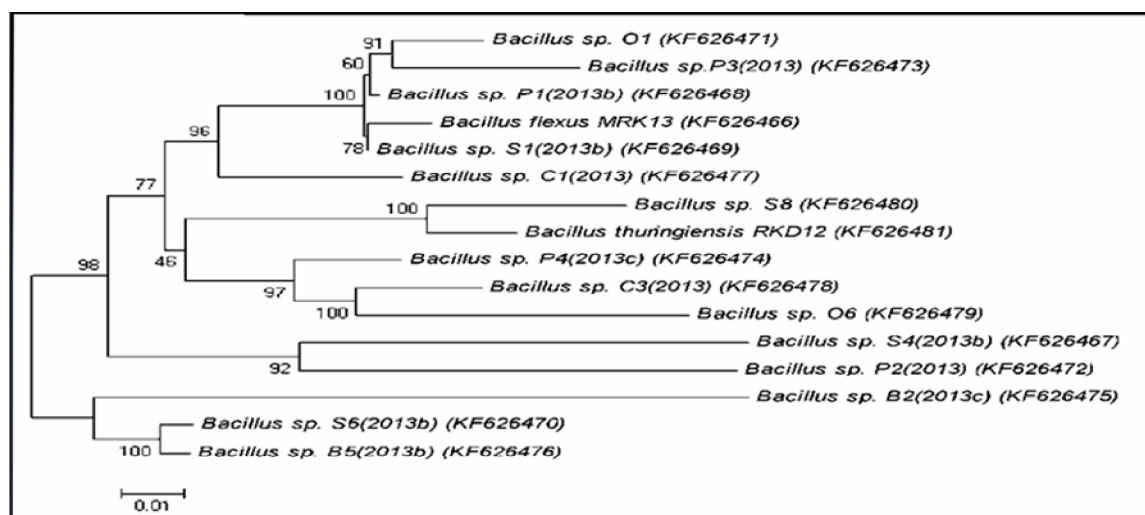 91 Bacillus sp. O1 (KF626471)
60 Bacillus sp.P3(2013) (KF626473)
100 Bacillus sp. P1(2013b) (KF626468)
Bacillus flexus MRK13 (KF626466)
96
78 Bacillus sp. S1(2013b) (KF626469)
Bacillus sp. C1(2013) (KF626477)
77
100 Bacillus sp. S8 (KF626480)
Bacillus thuringiensis RKD12 (KF626481)
46
98 Bacillus sp. P4(2013c) (KF626474)
97 Bacillus sp. C3(2013) (KF626478)
100 Bacillus sp. O6 (KF626479)
Bacillus sp. S4(2013b) (KF626467)
92 Bacillus sp. P2(2013) (KF626472)
Bacillus sp. B2(2013c) (KF626475)
Bacillus sp. S6(2013b) (KF626470)
100 Bacillus sp. B5(2013b) (KF626476)
0.01